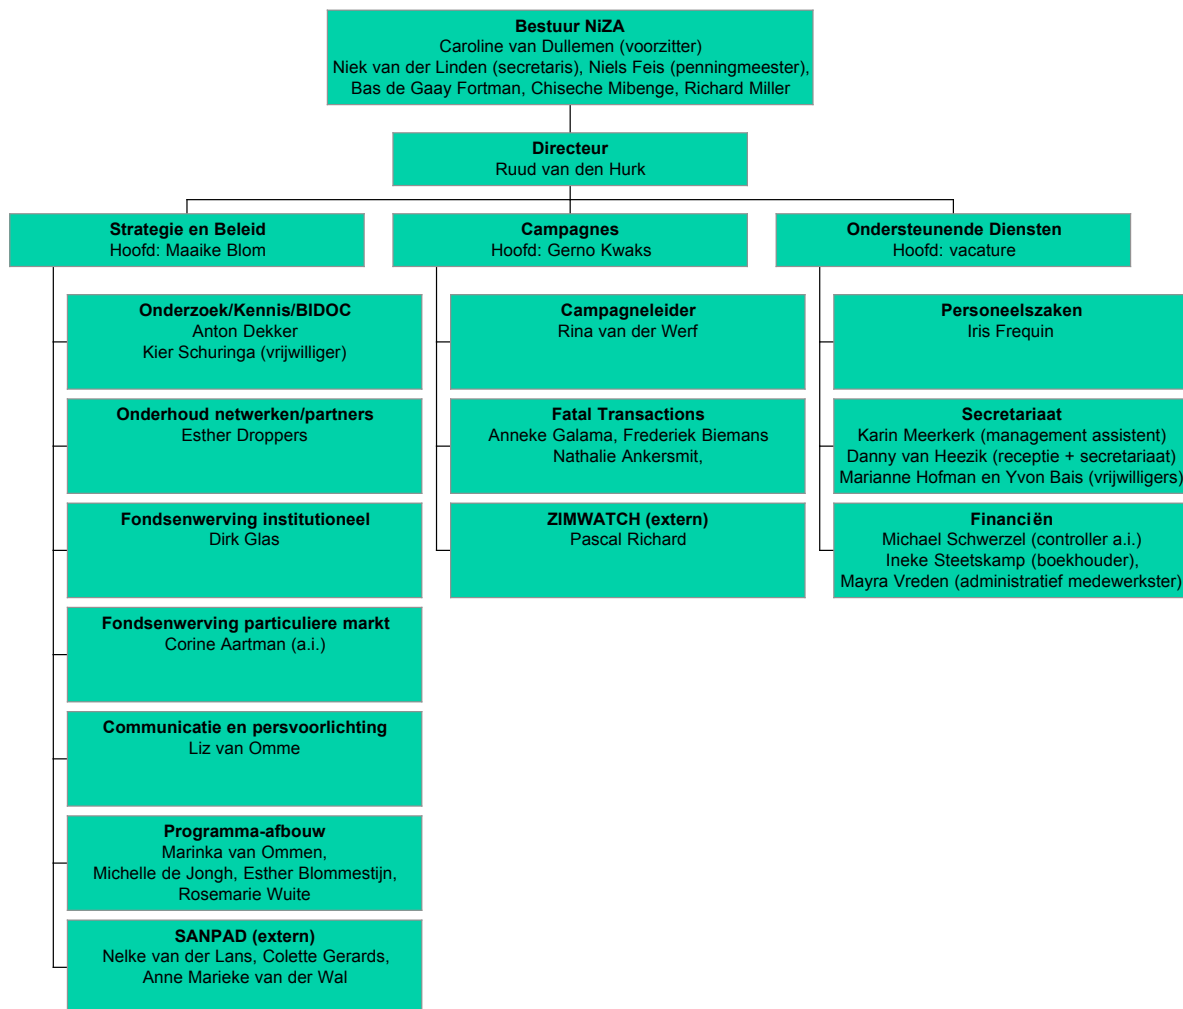 Bestuur NiZA
Caroline van Dullemen (voorzitter)
Niek van der Linden (secretaris), Niels Feis (penningmeester),
Bas de Gaay Fortman, Chiseche Mibenge, Richard Miller
Directeur
Ruud van den Hurk
Strategie en Beleid
Hoofd: Maaike Blom
Campagnes
Hoofd: Gerno Kwaks
Ondersteunende Diensten
Hoofd: vacature
Onderzoek/Kennis/BIDOC
Anton Dekker
Kier Schuringa (vrijwilliger)
Onderhoud netwerken/partners
Esther Droppers
Fondsenwerving institutioneel
Dirk Glas
Fondsenwerving particuliere markt
Corine Aartman (a.i.)
Communicatie en persvoorlichting
Liz van Omme
Programma-afbouw
Marinka van Ommen,
Michelle de Jongh, Esther Blommestijn,
Rosemarie Wuite
SANPAD (extern)
Nelke van der Lans, Colette Gerards,
Anne Marieke van der Wal
Campagneleider
Rina van der Werf
Fatal Transactions
Anneke Galama, Frederiek Biemans
Nathalie Ankersmit,
ZIMWATCH (extern)
Pascal Richard
Personeelszaken
Iris Frequin
Secretariaat
Karin Meerkerk (management assistent)
Danny van Heezik (receptie + secretariaat)
Marianne Hofman en Yvon Bais (vrijwilligers)
Financiën
Michael Schwerzel (controller a.i.)
Ineke Steetskamp (boekhouder),
Mayra Vreden (administratief medewerkster)